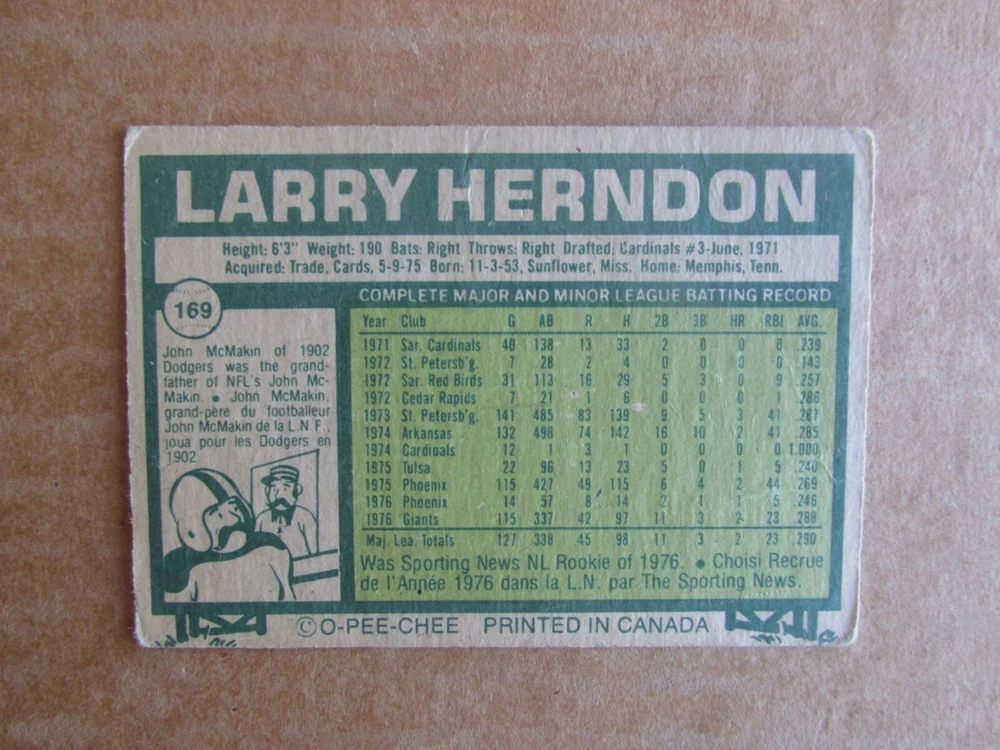 LARRY HERNDON
Height: 6'3" Weight: 190 Bats: Right Throws: Right Drafted: Cardinals #3-June, 1971
Acquired: Trade, Cards, 5-9-75 Born: 11-3-53, Sunflower, Miss. Home: Memphis, Tenn.
169
John McMakin of 1902
Dodgers was the grand-
father of NFL's John Mc-
Makin. • John McMakin,
grand-père du footballeur
John McMakin de la L.N.F.,
joua pour les Dodgers en
1902.
COMPLETE MAJOR AND MINOR LEAGUE BATTING RECORD
Year Club G AB R H 2B 3B HR RBI AVG.
1971 Sar. Cardinals 40 138 13 33 2 0 0 8 .239
1972 St. Petersb'g. 7 28 2 4 0 0 0 0 .143
1972 Sar. Red Birds 31 113 16 29 5 3 0 9 .257
1972 Cedar Rapids 7 21 1 6 0 0 0 1 .286
1973 St. Petersb'g. 141 485 83 139 9 5 3 41 .287
1974 Arkansas 132 498 74 142 16 10 2 41 .285
1974 Cardinals 12 1 3 1 0 0 0 0 1.000
1975 Tulsa 22 96 13 23 5 0 1 5 .240
1975 Phoenix 115 427 49 115 6 4 2 44 .269
1976 Phoenix 14 57 8 14 2 1 1 5 .246
1976 Giants 115 337 42 97 11 3 2 23 .288
Maj. Lea. Totals 127 338 45 98 11 3 2 23 .290
Was Sporting News NL Rookie of 1976. • Choisi Recrue
de l'Année 1976 dans la L.N. par The Sporting News.
© O-PEE-CHEE PRINTED IN CANADA